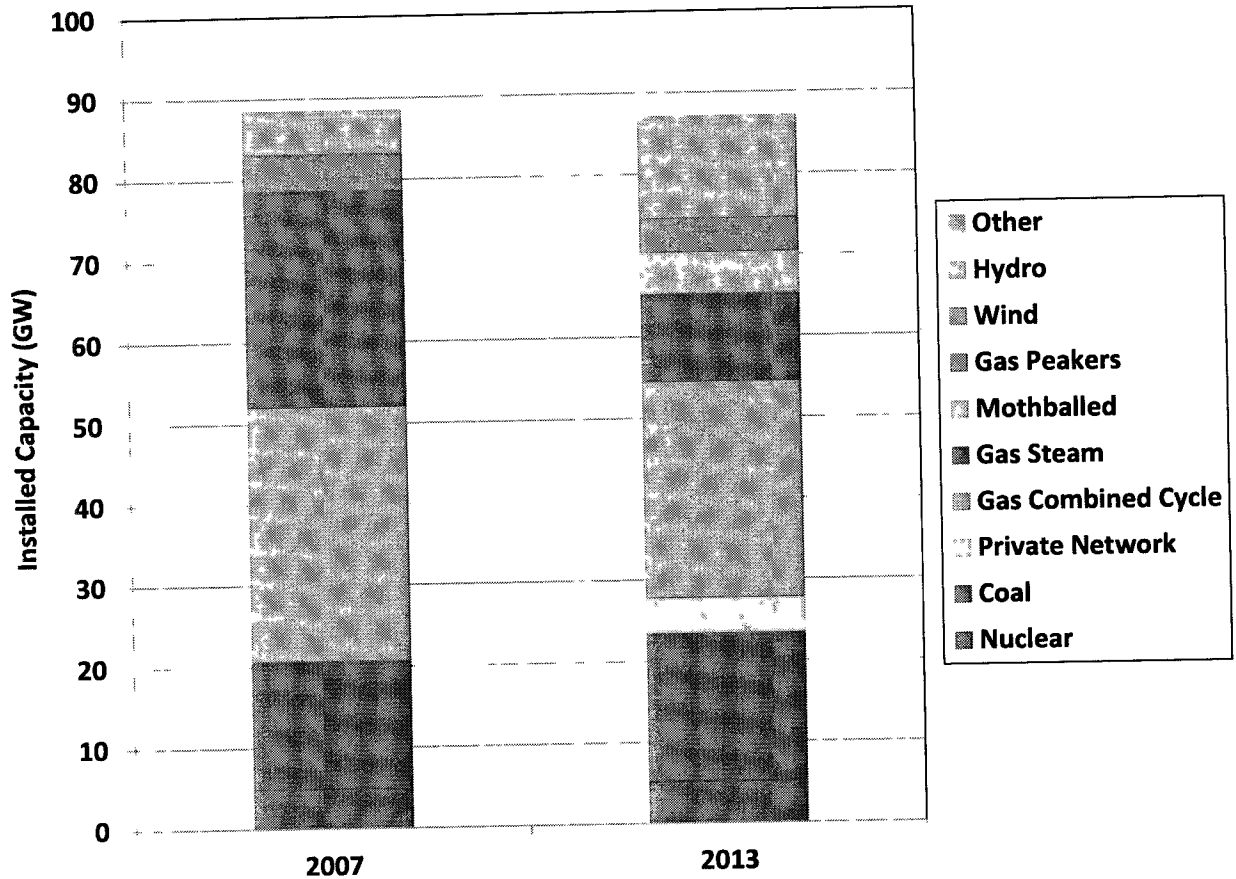 100
90
80
70
60
50
40
30
20
10
0
Installed Capacity (GW)
2007
2013
Other
Hydro
Wind
Gas Peakers
Mothballed
Gas Steam
Gas Combined Cycle
Private Network
Coal
Nuclear